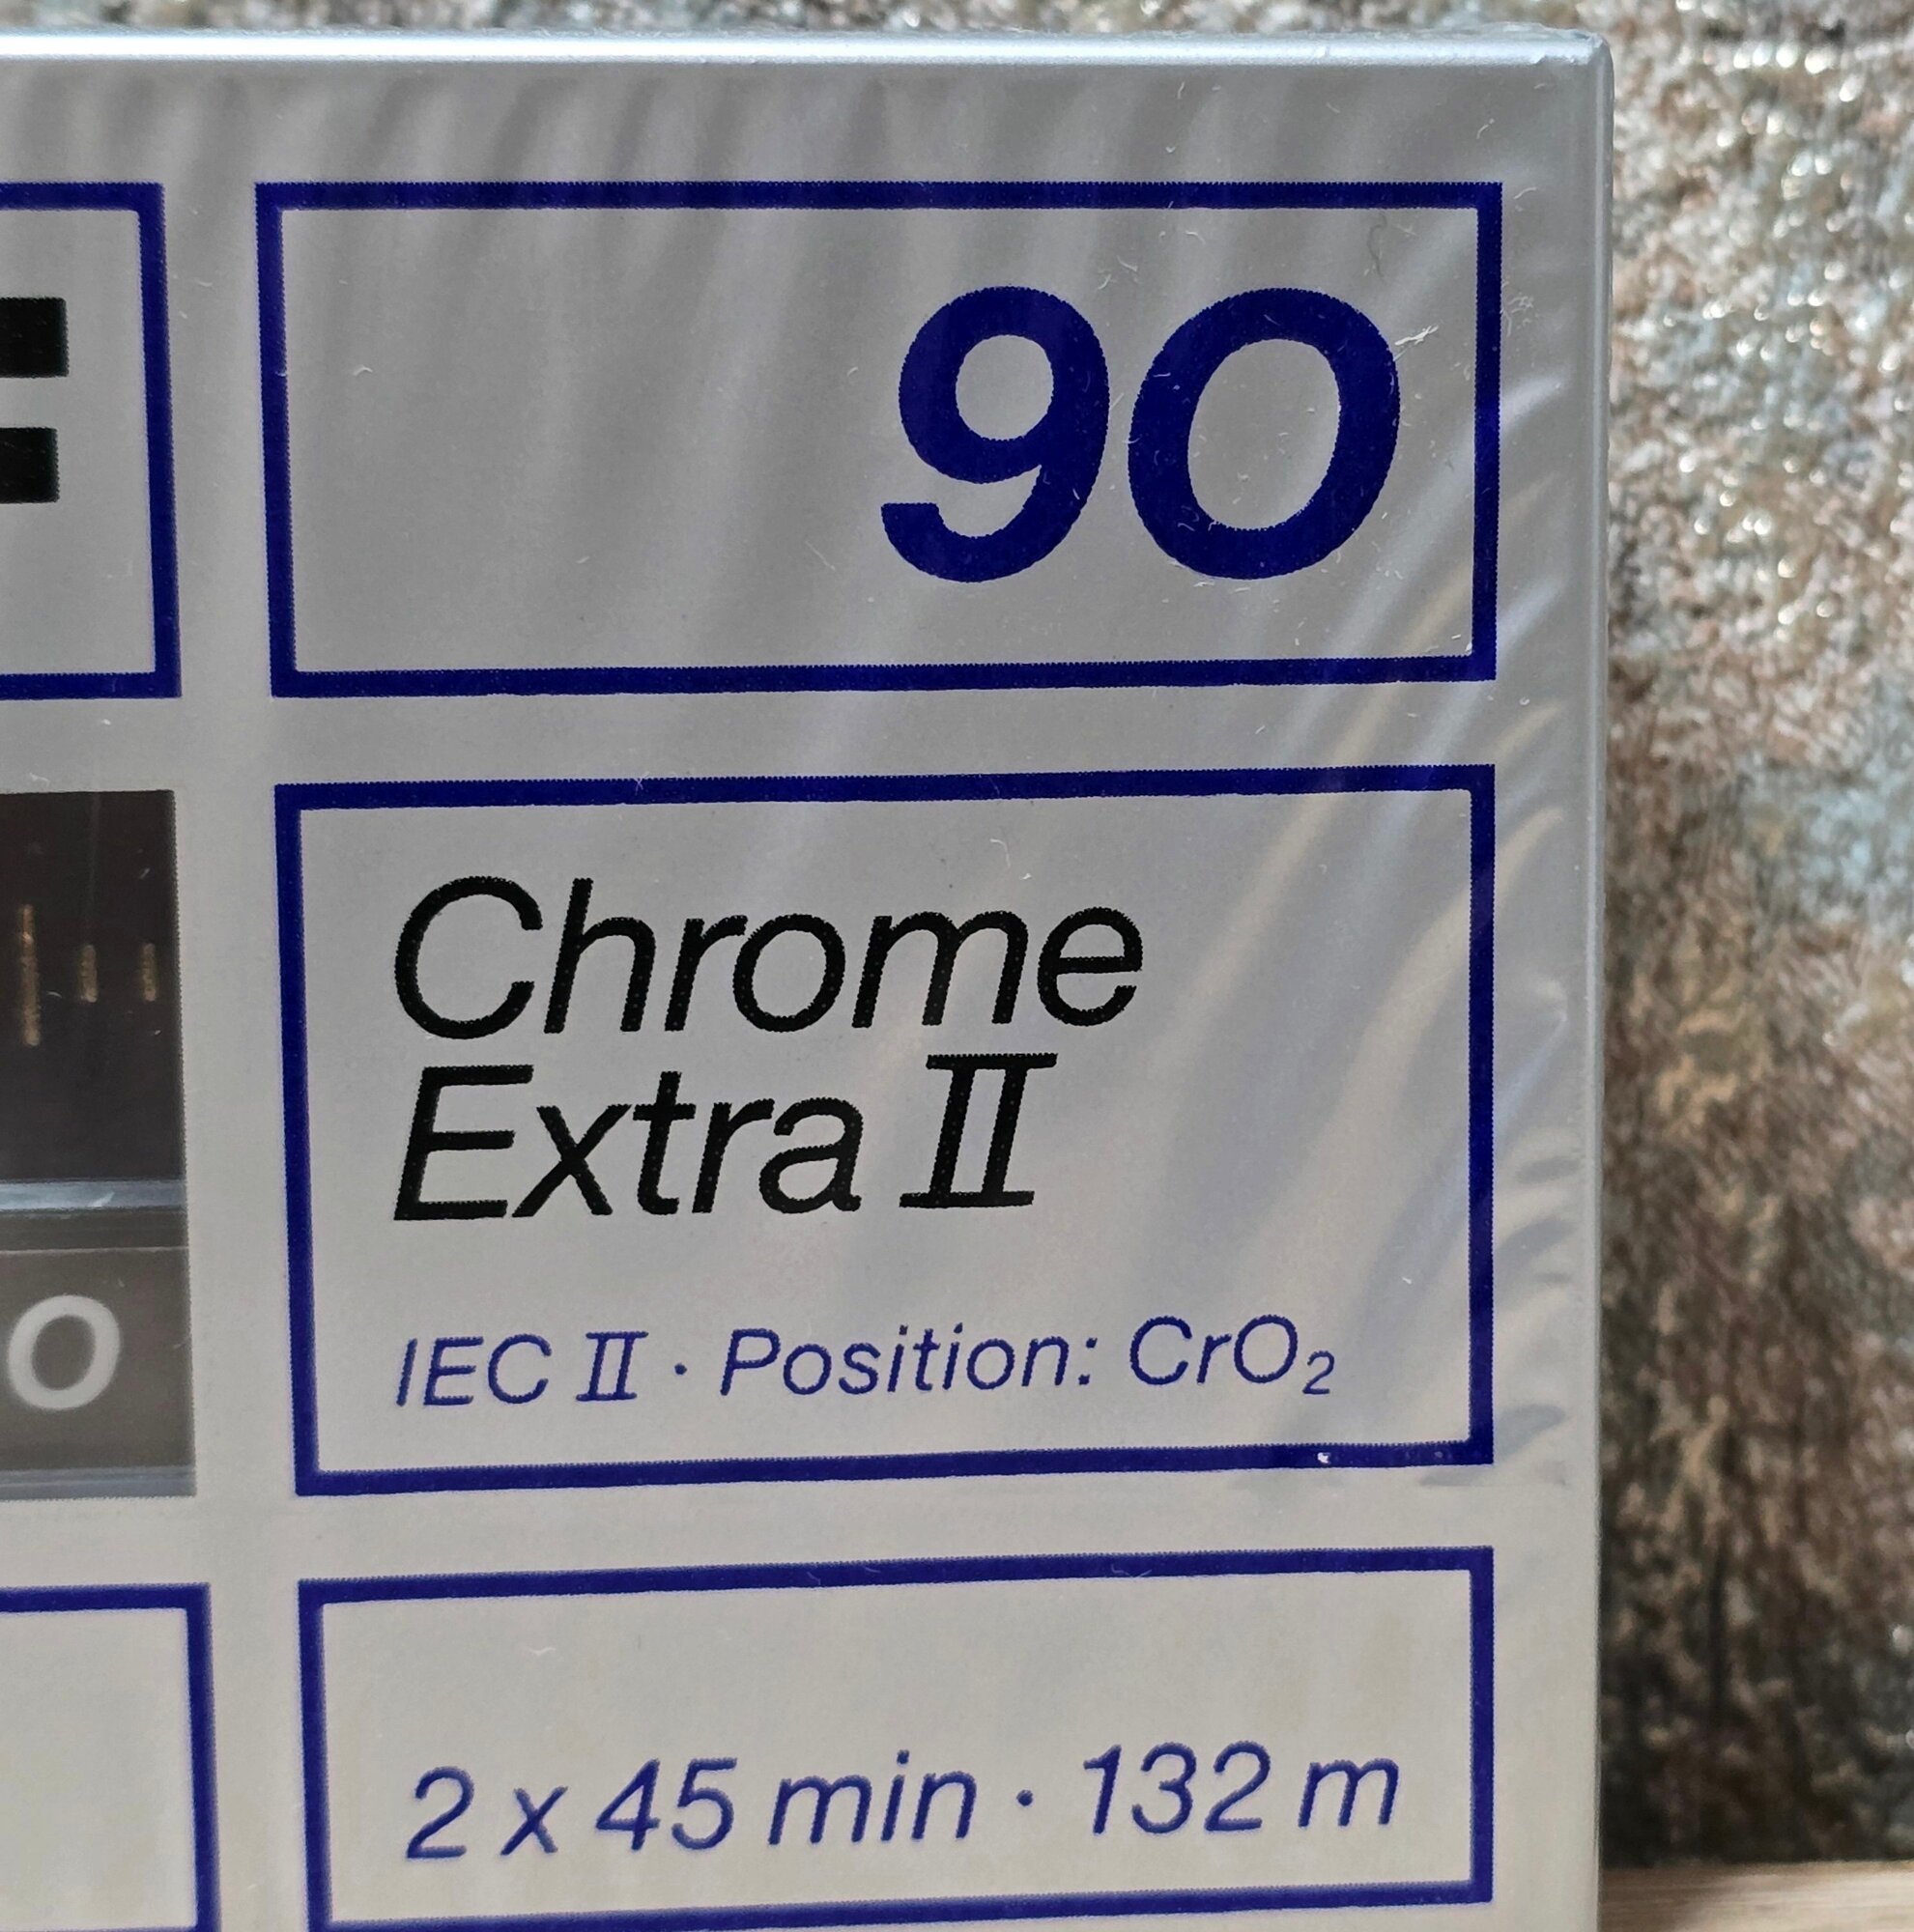 90
Chrome
Extra II
IEC II · Position: CrO₂
2 x 45 min · 132 m